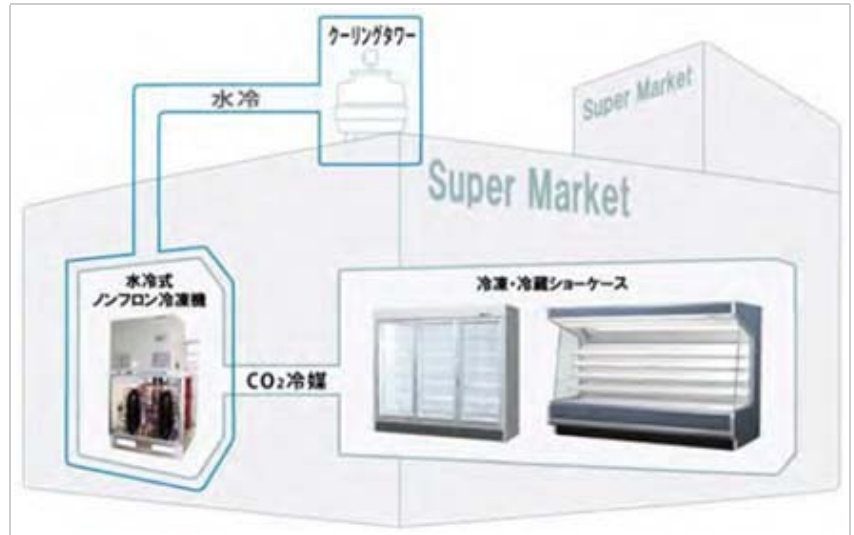 クーリングタワー
水冷
Super Market
Super Market
水冷式
ノンフロン冷凍機
冷凍・冷蔵ショーケース
CO₂冷媒